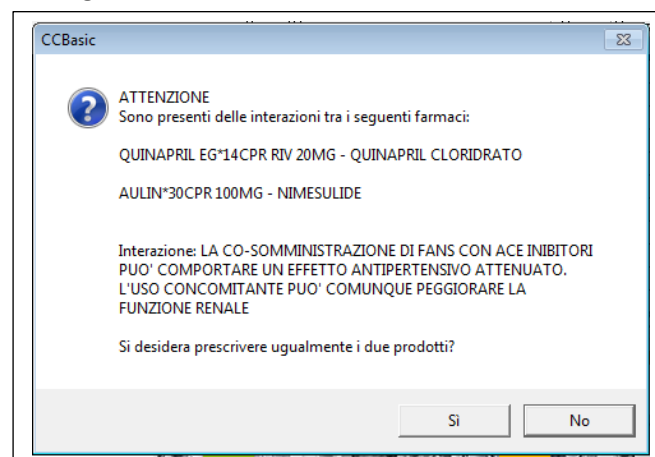 CCBasic
ATTENZIONE
Sono presenti delle interazioni tra i seguenti farmaci:
QUINAPRIL EG*14CPR RIV 20MG - QUINAPRIL CLORIDRATO
AULIN*30CPR 100MG - NIMESULIDE
Interazione: LA CO-SOMMINISTRAZIONE DI FANS CON ACE INIBITORI
PUO' COMPORTARE UN EFFETTO ANTIPERTENSIVO ATTENUATO.
L'USO CONCOMITANTE PUO' COMUNQUE PEGGIORARE LA
FUNZIONE RENALE
Si desidera prescrivere ugualmente i due prodotti?
Sì
No